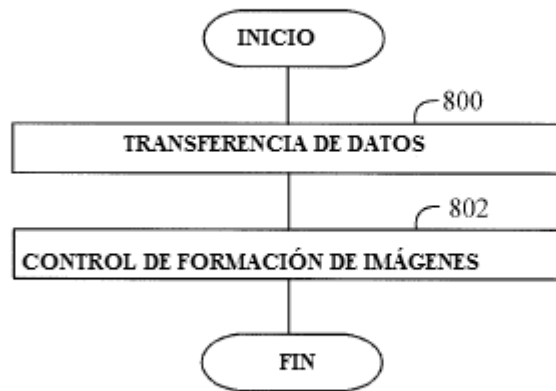 INICIO
800
TRANSFERENCIA DE DATOS
802
CONTROL DE FORMACIÓN DE IMÁGENES
FIN